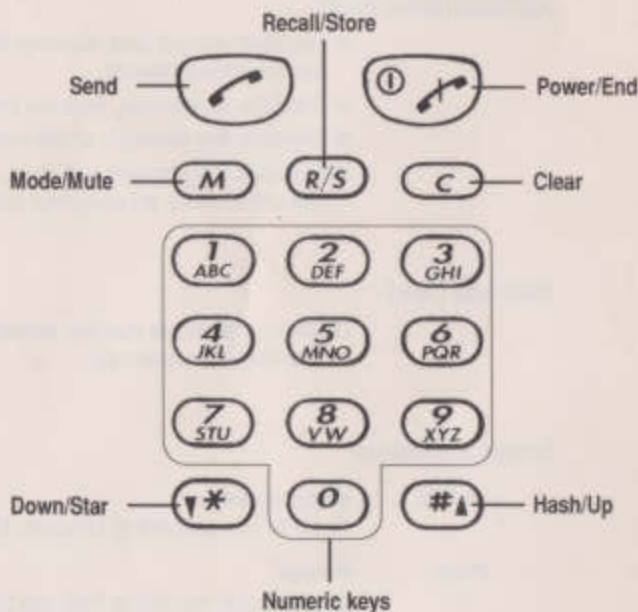 Recall/Store
Send
Power/End
Mode/Mute
M
R/S
C
Clear
1
2
3
ABC
DEF
GHI
4
5
6
JKL
MNO
PQR
7
8
9
STU
VW
XYZ
Down/Star
*
0
#
Hash/Up
Numeric keys